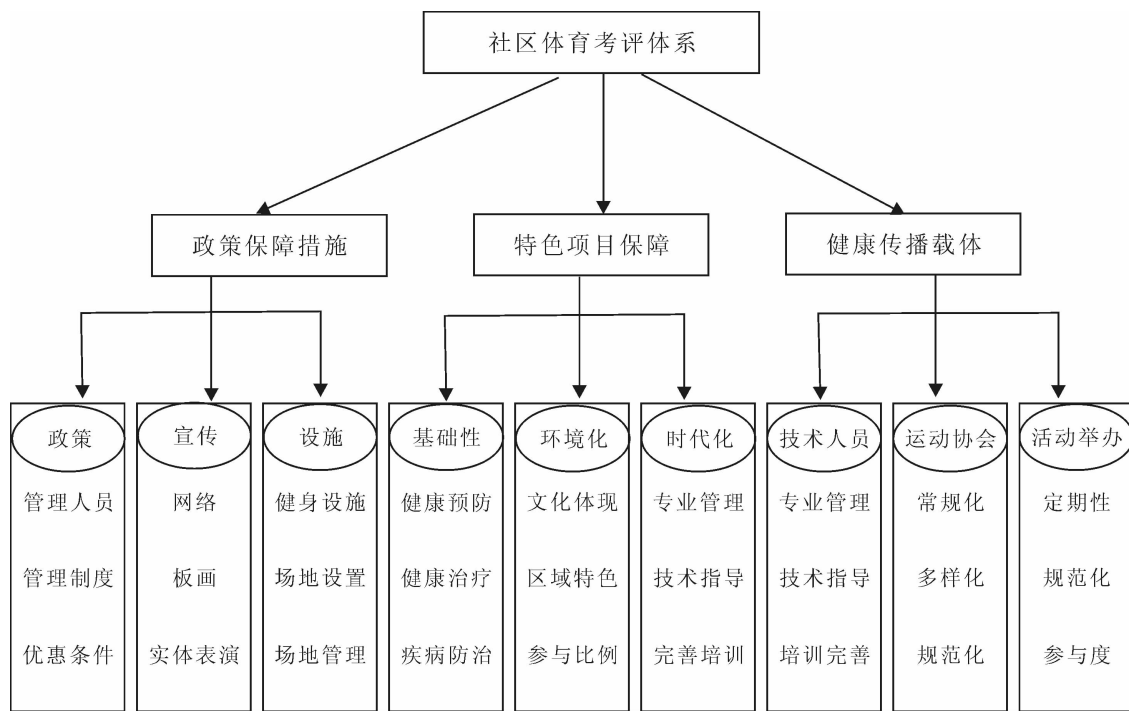 社区体育考评体系
政策保障措施
特色项目保障
健康传播载体
政策
管理人员
管理制度
优惠条件
宣传
网络
板画
实体表演
设施
健身设施
场地设置
场地管理
基础性
健康预防
健康治疗
疾病防治
环境化
文化体现
区域特色
参与比例
时代化
专业管理
技术指导
完善培训
技术人员
专业管理
技术指导
培训完善
运动协会
常规化
多样化
规范化
活动举办
定期性
规范化
参与度